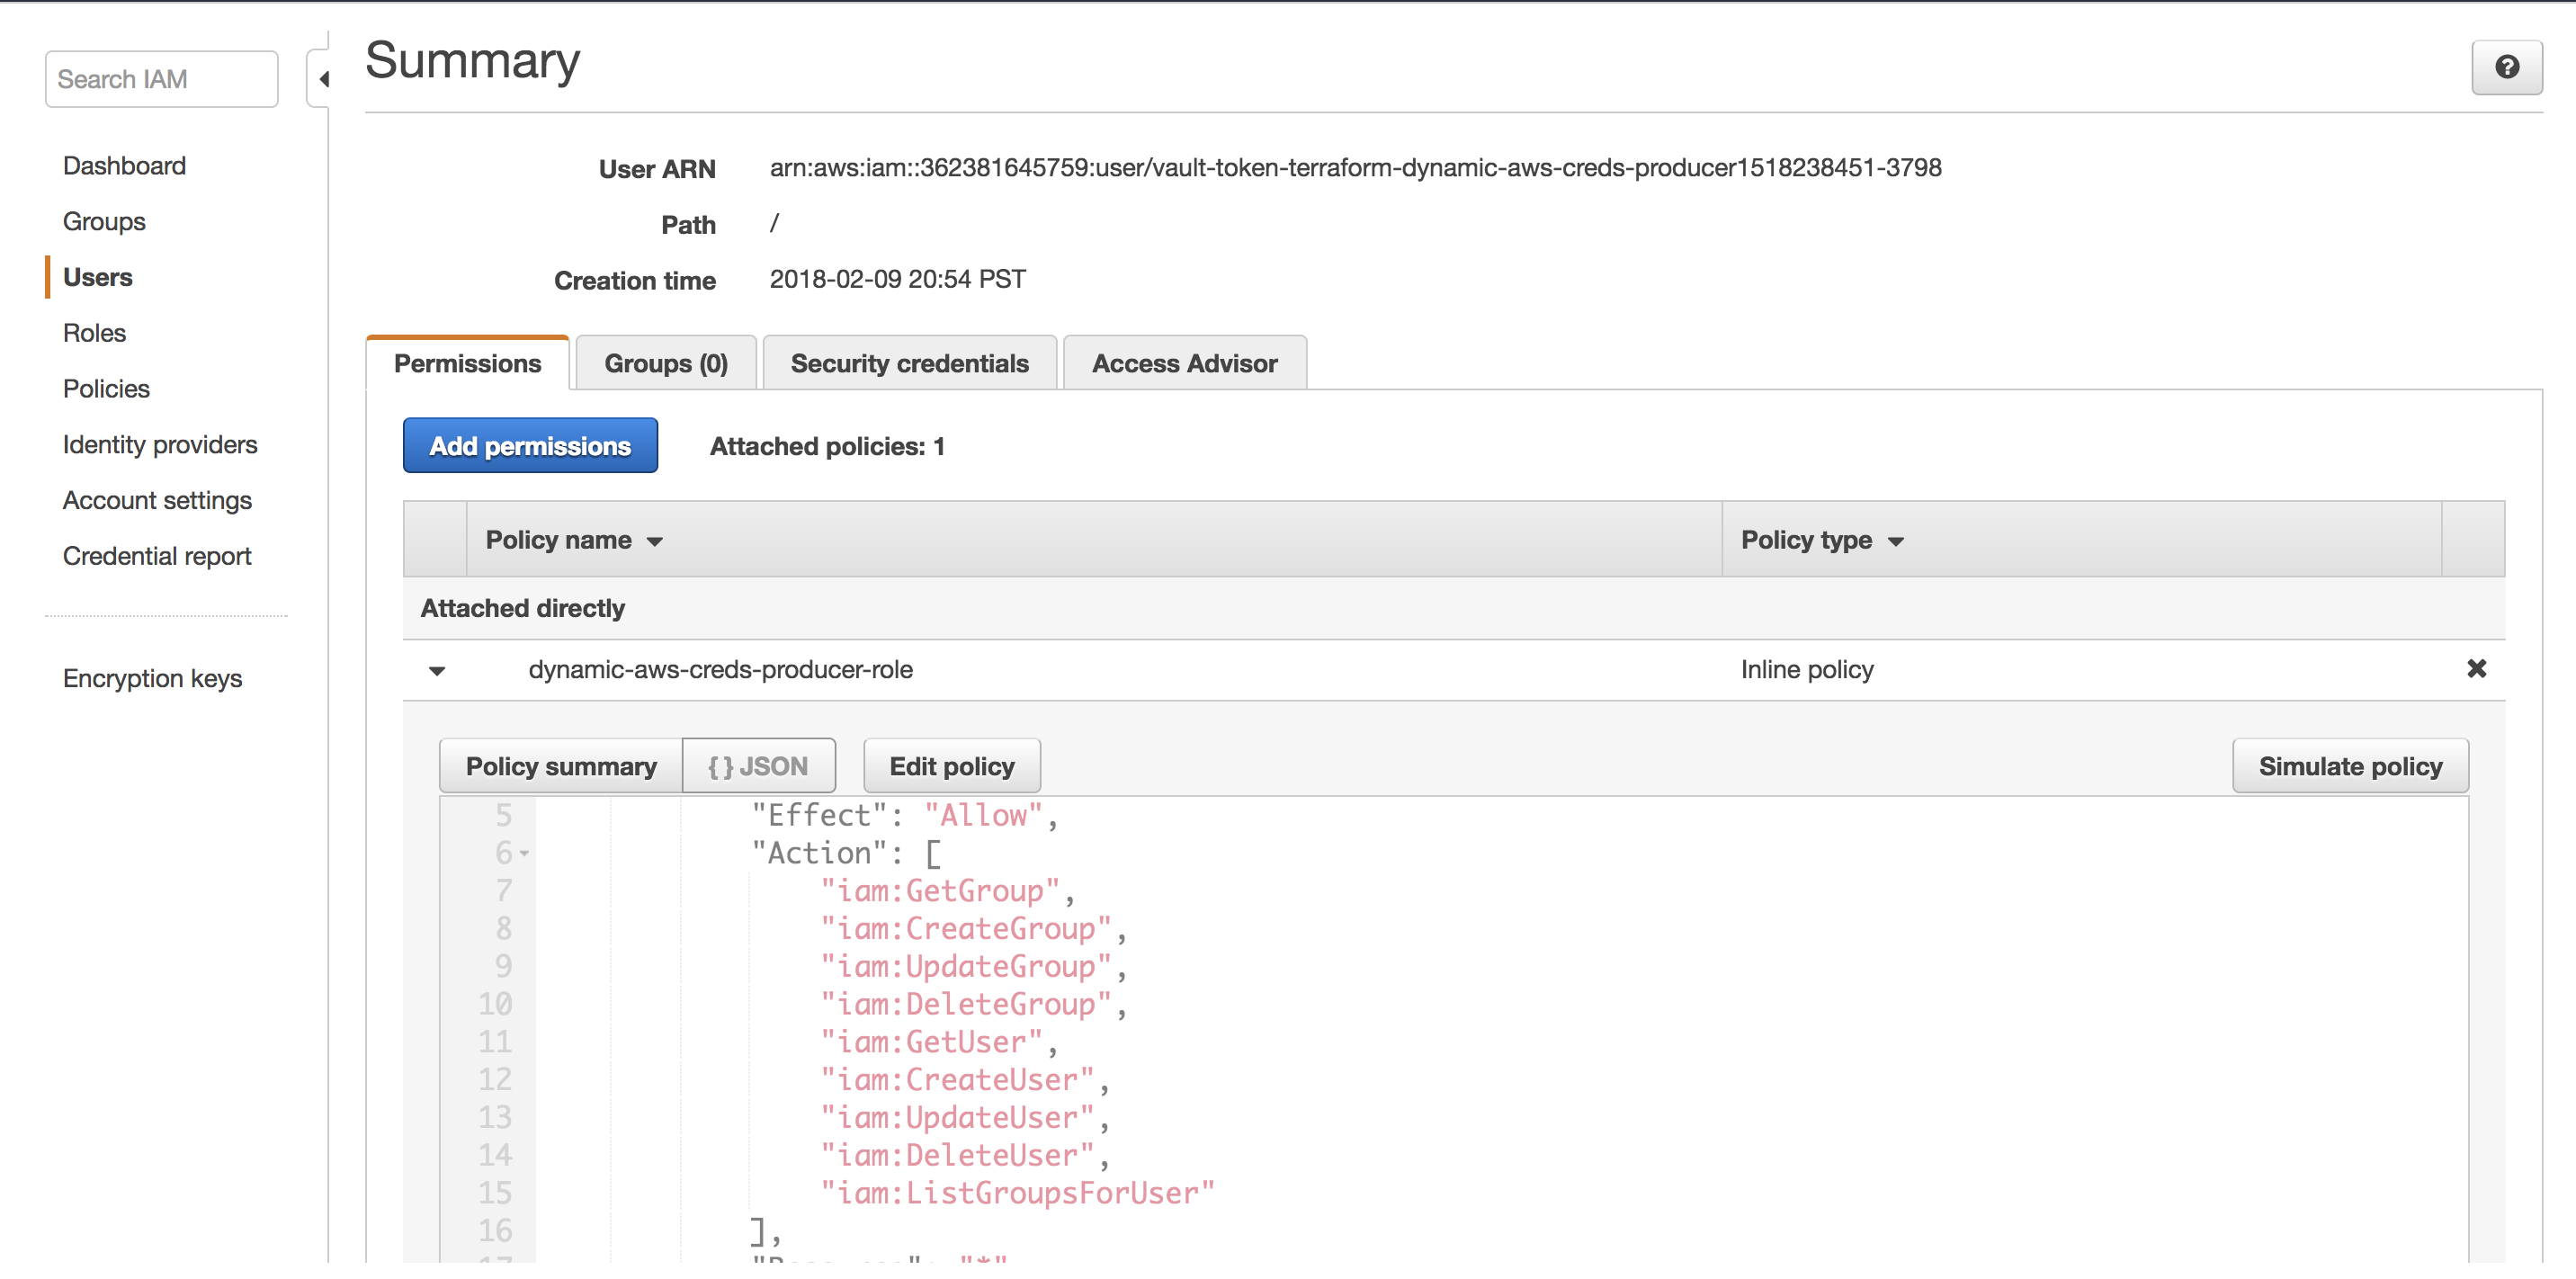 Search IAM
Dashboard
Groups
Users
Roles
Policies
Identity providers
Account settings
Credential report
Encryption keys
Summary
User ARN arn:aws:iam::362381645759:user/vault-token-terraform-dynamic-aws-creds-producer1518238451-3798
Path /
Creation time 2018-02-09 20:54 PST
Permissions Groups (0) Security credentials Access Advisor
Add permissions Attached policies: 1
Policy name Policy type
Attached directly
dynamic-aws-creds-producer-role Inline policy
Policy summary { } JSON Edit policy Simulate policy
5 "Effect": "Allow",
6 "Action": [
7 "iam:GetGroup",
8 "iam:CreateGroup",
9 "iam:UpdateGroup",
10 "iam:DeleteGroup",
11 "iam:GetUser",
12 "iam:CreateUser",
13 "iam:UpdateUser",
14 "iam:DeleteUser",
15 "iam:ListGroupsForUser"
16 ],
17 "Resource": "*"